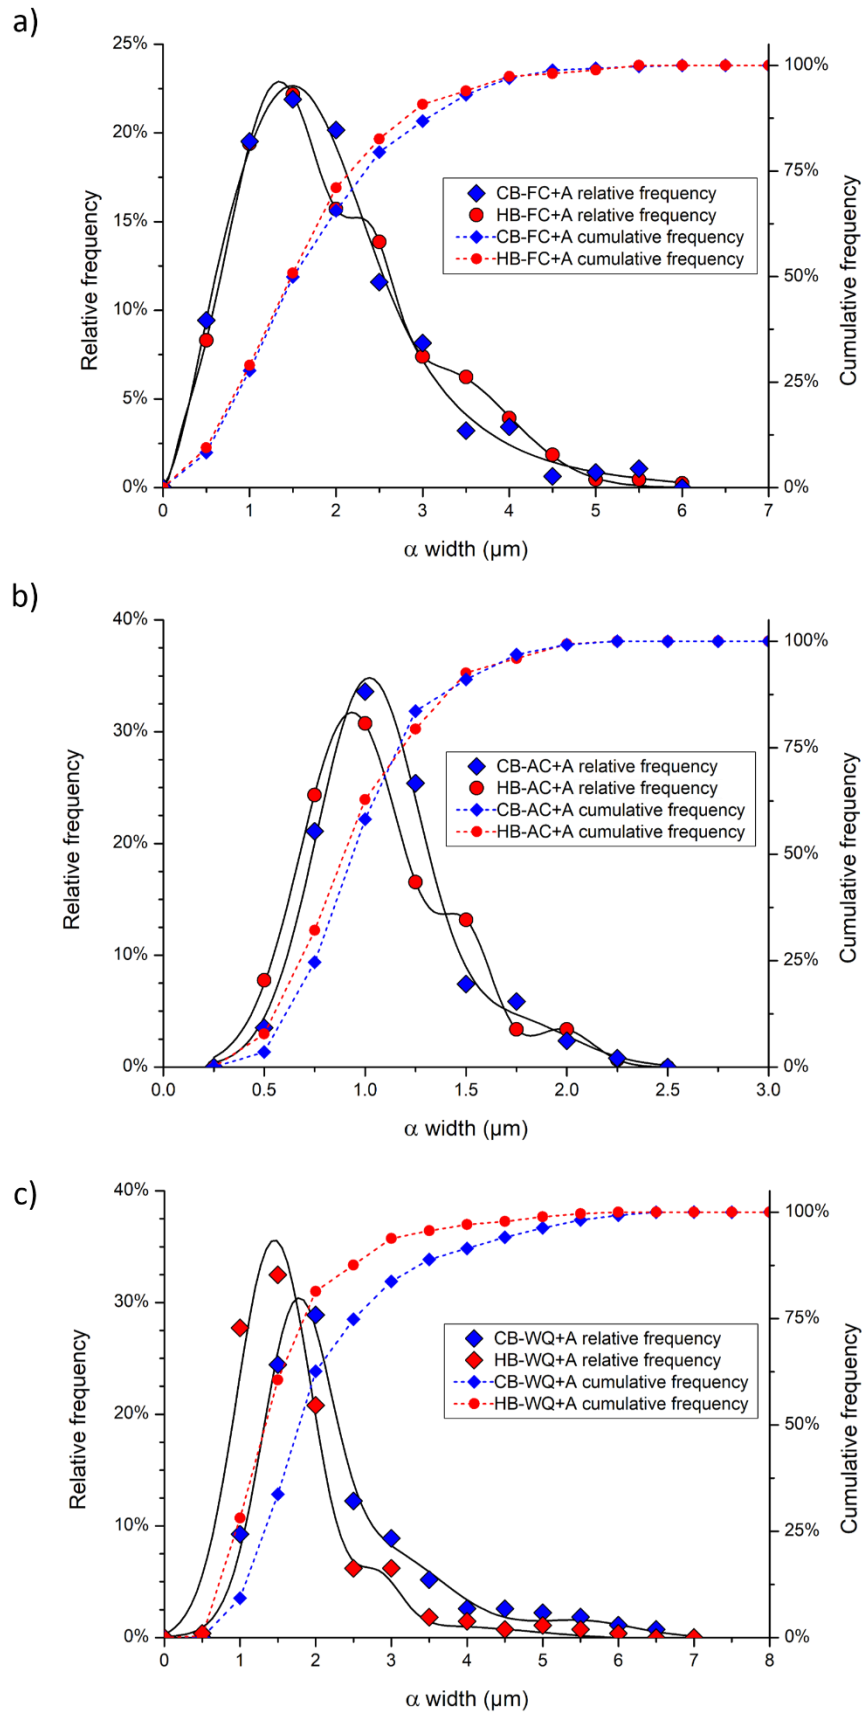 a)
25%
20%
15%
10%
5%
0%
100%
75%
50%
25%
0%
Relative frequency
Cumulative frequency
CB-FC+A relative frequency
HB-FC+A relative frequency
CB-FC+A cumulative frequency
HB-FC+A cumulative frequency
0 1 2 3 4 5 6 7
α width (µm)
b)
40%
30%
20%
10%
0%
100%
75%
50%
25%
0%
Relative frequency
Cumulative frequency
CB-AC+A relative frequency
HB-AC+A relative frequency
CB-AC+A cumulative frequency
HB-AC+A cumulative frequency
0.0 0.5 1.0 1.5 2.0 2.5 3.0
α width (µm)
c)
40%
30%
20%
10%
0%
100%
75%
50%
25%
0%
Relative frequency
Cumulative frequency
CB-WQ+A relative frequency
HB-WQ+A relative frequency
CB-WQ+A cumulative frequency
HB-WQ+A cumulative frequency
0 1 2 3 4 5 6 7 8
α width (µm)